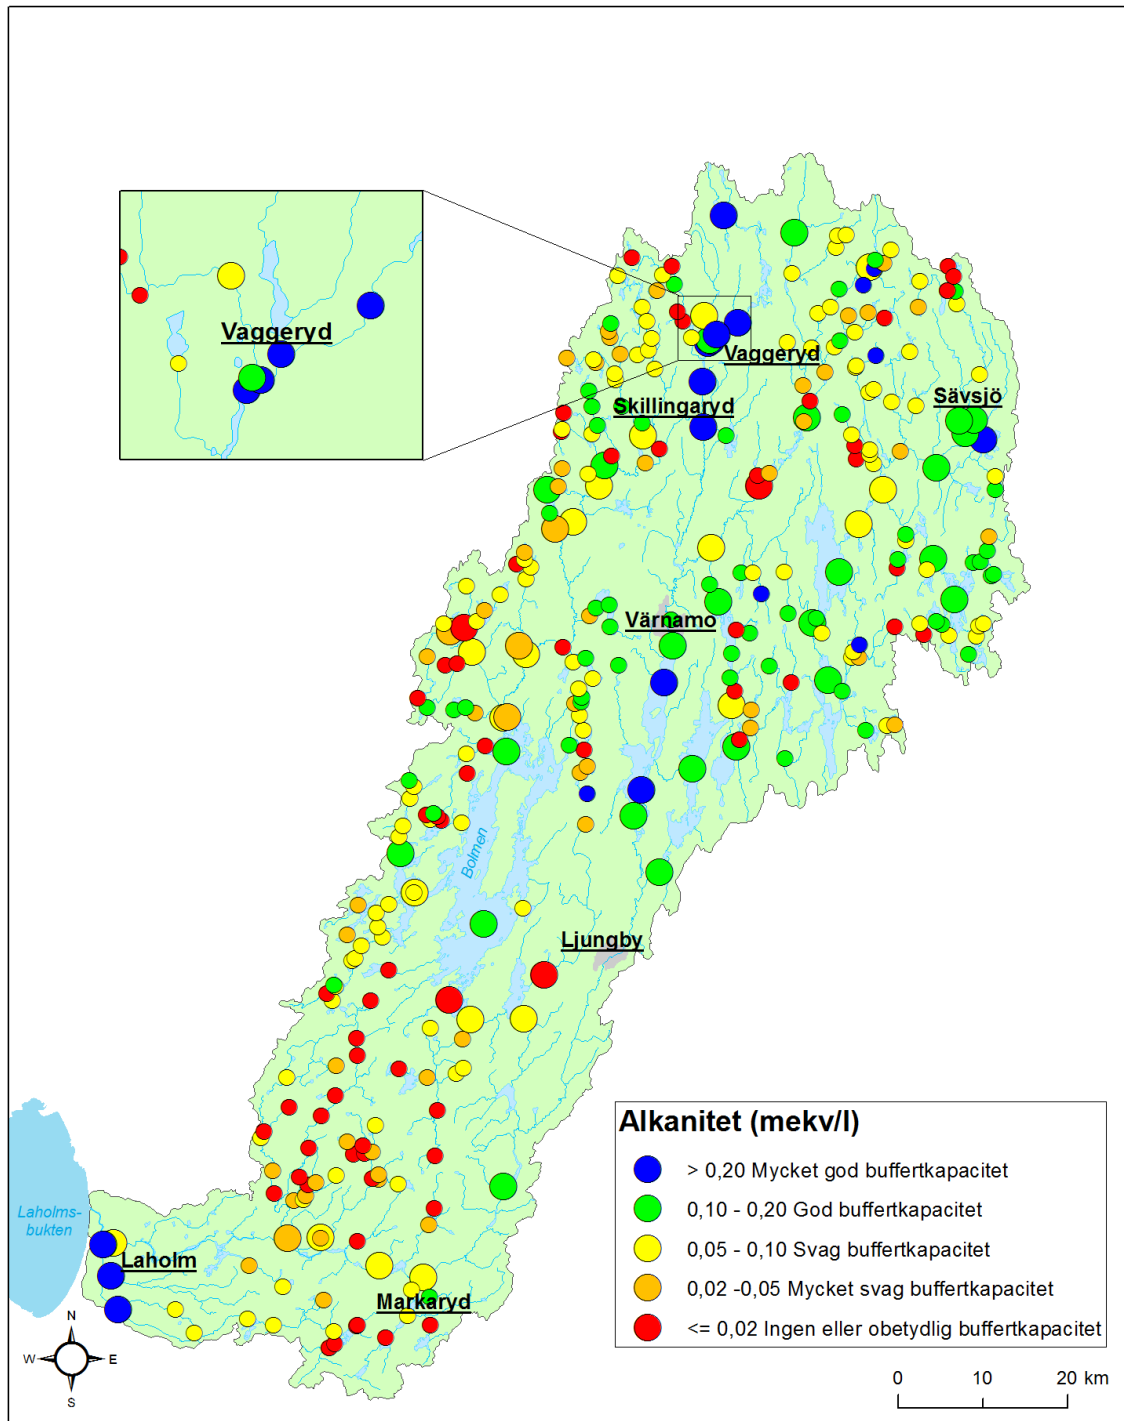 Vaggeryd
Vaggeryd
Skillingaryd
Sävsjö
Värnamo
Bolmen
Ljungby
Laholms-
bukten
Laholm
Markaryd
N
W
E
S
Alkanitet (mekv/l)
> 0,20 Mycket god buffertkapacitet
0,10 - 0,20 God buffertkapacitet
0,05 - 0,10 Svag buffertkapacitet
0,02 -0,05 Mycket svag buffertkapacitet
<= 0,02 Ingen eller obetydlig buffertkapacitet
0 10 20 km